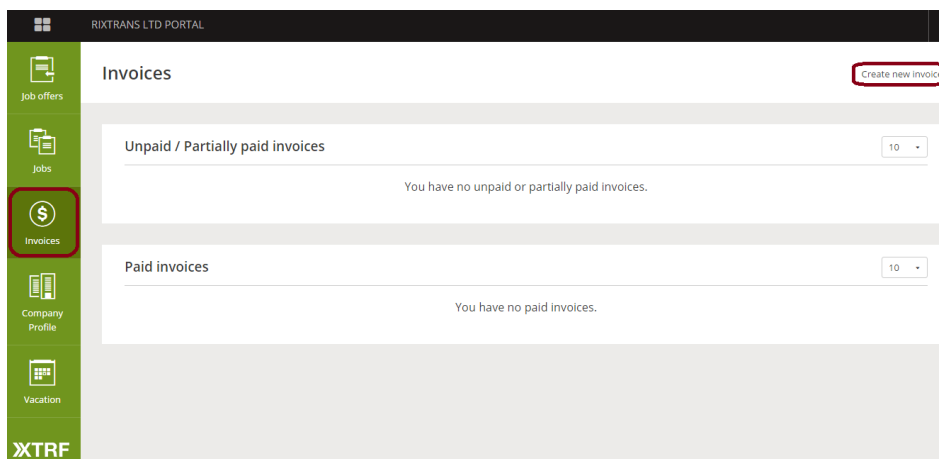 RIXTRANS LTD PORTAL
Job offers
Jobs
Invoices
Company
Profile
Vacation
XTRF
Invoices
Create new invoice
Unpaid / Partially paid invoices
10
You have no unpaid or partially paid invoices.
Paid invoices
10
You have no paid invoices.